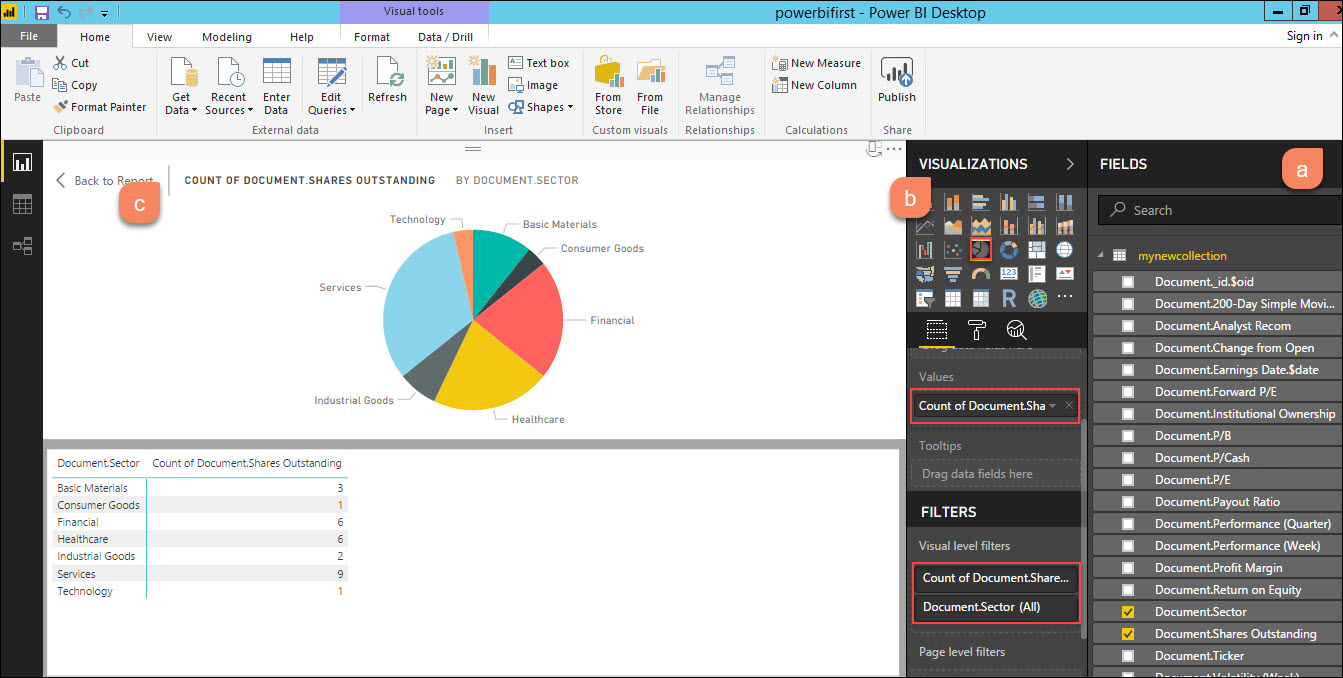 Visual tools
powerbifirst - Power BI Desktop
File Home View Modeling Help Format Data / Drill Sign in
Paste
Cut
Copy
Format Painter
Clipboard
Get Data
Recent Sources
Enter Data
Edit Queries
Refresh
External data
New Page
New Visual
Text box
Image
Shapes
Insert
From Store
From File
Custom visuals
Manage Relationships
Relationships
New Measure
New Column
Calculations
Publish
Share
Back to Report
c
COUNT OF DOCUMENT.SHARES OUTSTANDING BY DOCUMENT.SECTOR
Technology
Basic Materials
Consumer Goods
Services
Financial
Industrial Goods
Healthcare
Document.Sector Count of Document.Shares Outstanding
Basic Materials 3
Consumer Goods 1
Financial 6
Healthcare 6
Industrial Goods 2
Services 9
Technology 1
VISUALIZATIONS
b
123
R
Values
Count of Document.Sha
Tooltips
Drag data fields here
FILTERS
Visual level filters
Count of Document.Share...
Document.Sector (All)
Page level filters
FIELDS
a
Search
mynewcollection
Document._id.$oid
Document.200-Day Simple Movi...
Document.Analyst Recom
Document.Change from Open
Document.Earnings Date.$date
Document.Forward P/E
Document.Institutional Ownership
Document.P/B
Document.P/Cash
Document.P/E
Document.Payout Ratio
Document.Performance (Quarter)
Document.Performance (Week)
Document.Profit Margin
Document.Return on Equity
Document.Sector
Document.Shares Outstanding
Document.Ticker